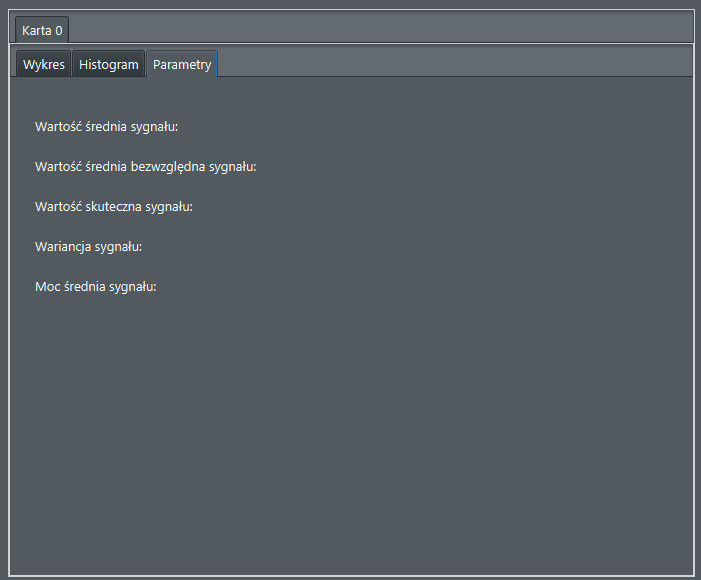 Karta 0
Wykres Histogram Parametry
Wartość średnia sygnału:
Wartość średnia bezwzględna sygnału:
Wartość skuteczna sygnału:
Wariancja sygnału:
Moc średnia sygnału: